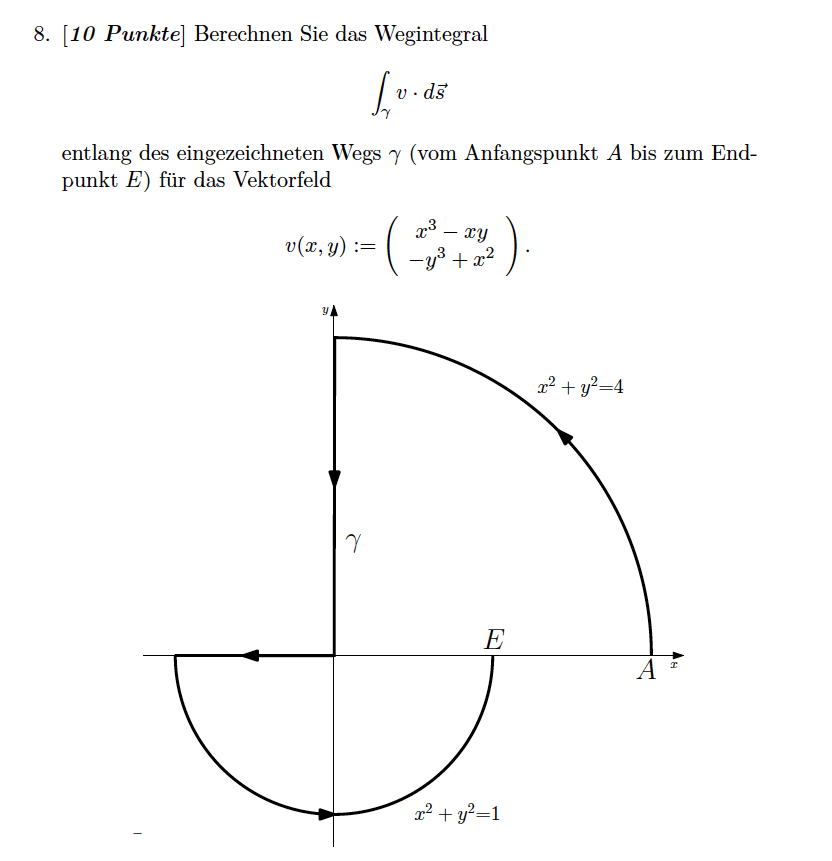 8. [10 Punkte] Berechnen Sie das Wegintegral
∫γ v · ds⃗
entlang des eingezeichneten Wegs γ (vom Anfangspunkt A bis zum End-
punkt E) für das Vektorfeld
v(x, y) := ( x³ − xy
−y³ + x² ) .
y
x² + y²=4
γ
E
A x
x² + y²=1